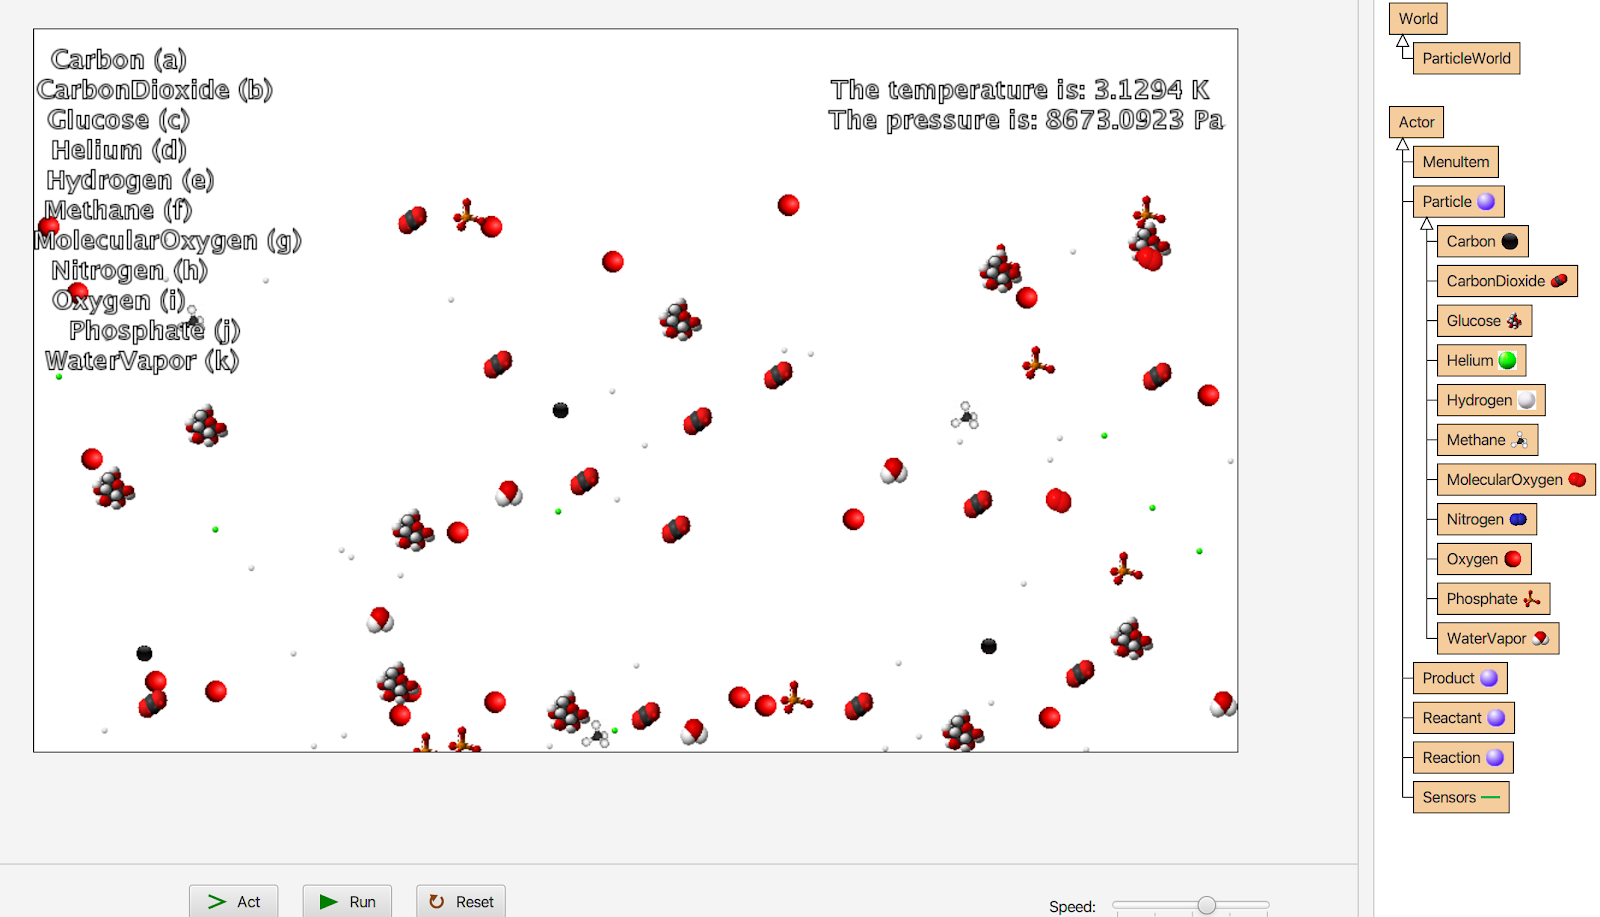 Carbon (a)
CarbonDioxide (b)
Glucose (c)
Helium (d)
Hydrogen (e)
Methane (f)
MolecularOxygen (g)
Nitrogen (h)
Oxygen (i)
Phosphate (j)
WaterVapor (k)
The temperature is: 3.1294 K
The pressure is: 8673.0923 Pa
World
ParticleWorld
Actor
MenuItem
Particle
Carbon
CarbonDioxide
Glucose
Helium
Hydrogen
Methane
MolecularOxygen
Nitrogen
Oxygen
Phosphate
WaterVapor
Product
Reactant
Reaction
Sensors
Act
Run
Reset
Speed: